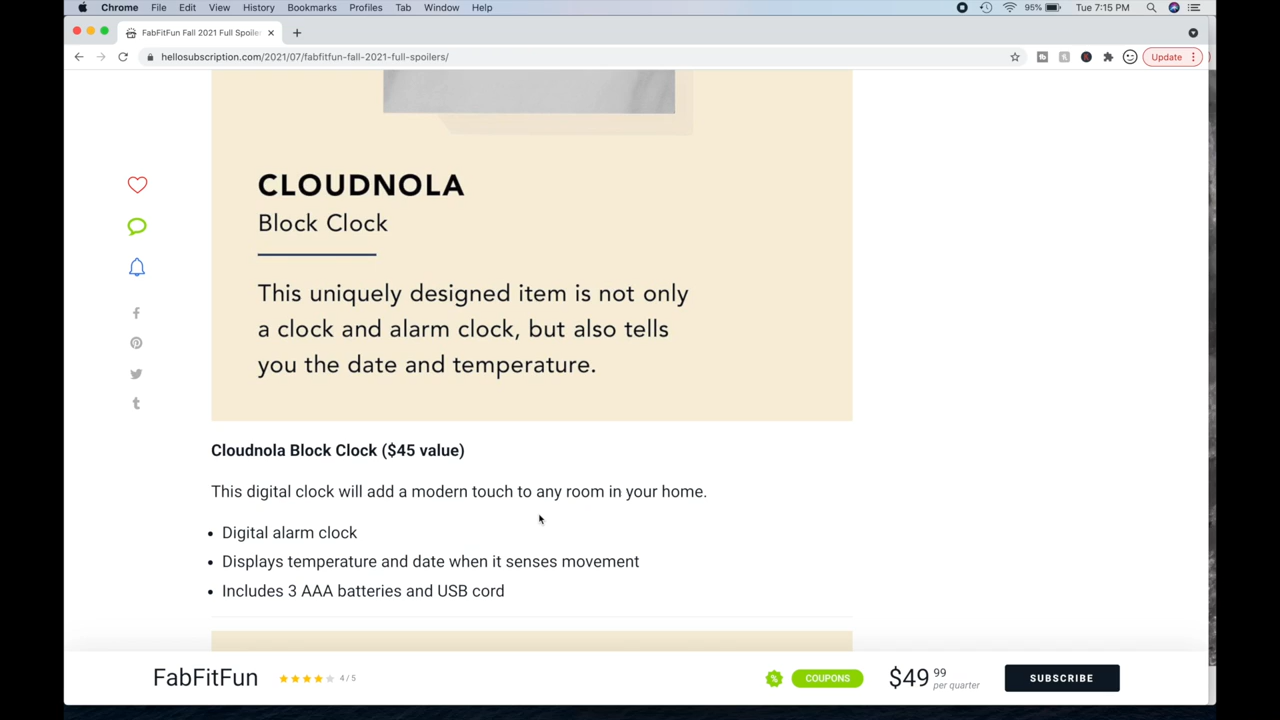 Chrome File Edit View History Bookmarks Profiles Tab Window Help 95% Tue 7:15 PM
FabFitFun Fall 2021 Full Spoile
hellosubscription.com/2021/07/fabfitfun-fall-2021-full-spoilers/ Update
CLOUDNOLA
Block Clock
This uniquely designed item is not only
a clock and alarm clock, but also tells
you the date and temperature.
Cloudnola Block Clock ($45 value)
This digital clock will add a modern touch to any room in your home.
• Digital alarm clock
• Displays temperature and date when it senses movement
• Includes 3 AAA batteries and USB cord
FabFitFun 4 / 5 COUPONS $49 99 per quarter SUBSCRIBE